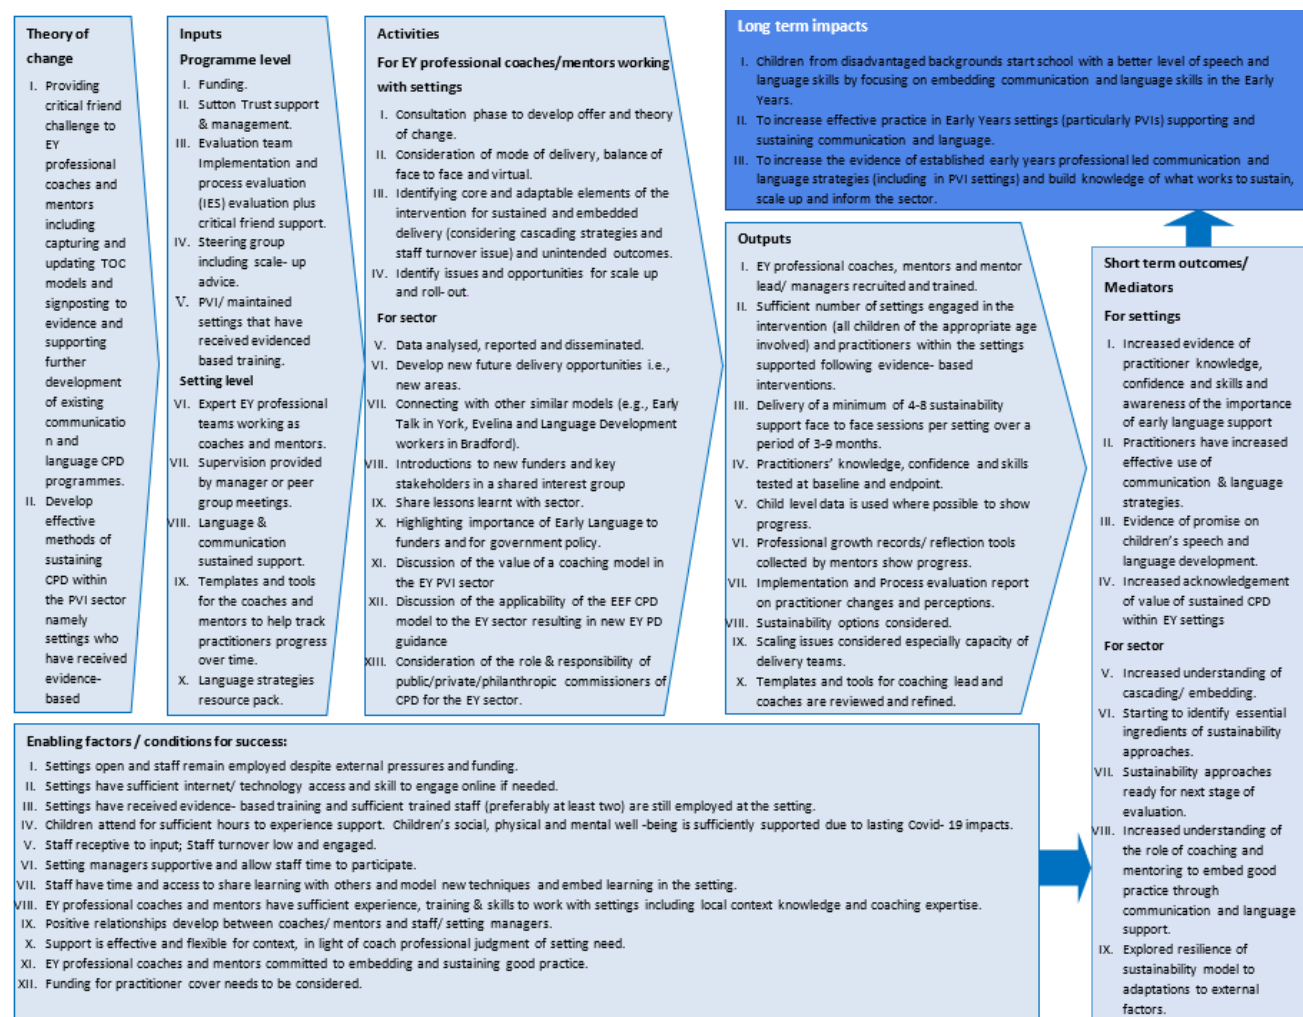 Theory of
change
I. Providing
critical friend
challenge to
EY
professional
coaches and
mentors
including
capturing and
updating TOC
models and
signposting to
evidence and
supporting
further
development
of existing
communicatio
n and
language CPD
programmes.
II. Develop
effective
methods of
sustaining
CPD within
the PVI sector
namely
settings who
have received
evidence-
based
Inputs
Programme level
I. Funding.
II. Sutton Trust support
& management.
III. Evaluation team
Implementation and
process evaluation
(IES) evaluation plus
critical friend support.
IV. Steering group
including scale- up
advice.
V. PVI/ maintained
settings that have
received evidenced
based training.
Setting level
VI. Expert EY professional
teams working as
coaches and mentors.
VII. Supervision provided
by manager or peer
group meetings.
VIII. Language &
communication
sustained support.
IX. Templates and tools
for the coaches and
mentors to help track
practitioners progress
over time.
X. Language strategies
resource pack.
Activities
For EY professional coaches/mentors working
with settings
I. Consultation phase to develop offer and theory
of change.
II. Consideration of mode of delivery, balance of
face to face and virtual.
III. Identifying core and adaptable elements of the
intervention for sustained and embedded
delivery (considering cascading strategies and
staff turnover issue) and unintended outcomes.
IV. Identify issues and opportunities for scale up
and roll- out.
For sector
V. Data analysed, reported and disseminated.
VI. Develop new future delivery opportunities i.e.,
new areas.
VII. Connecting with other similar models (e.g., Early
Talk in York, Evelina and Language Development
workers in Bradford).
VIII. Introductions to new funders and key
stakeholders in a shared interest group
IX. Share lessons learnt with sector.
X. Highlighting importance of Early Language to
funders and for government policy.
XI. Discussion of the value of a coaching model in
the EY PVI sector
XII. Discussion of the applicability of the EEF CPD
model to the EY sector resulting in new EY PD
guidance
XIII. Consideration of the role & responsibility of
public/private/philanthropic commissioners of
CPD for the EY sector.
Long term impacts
I. Children from disadvantaged backgrounds start school with a better level of speech and
language skills by focusing on embedding communication and language skills in the Early
Years.
II. To increase effective practice in Early Years settings (particularly PVIs) supporting and
sustaining communication and language.
III. To increase the evidence of established early years professional led communication and
language strategies (including in PVI settings) and build knowledge of what works to sustain,
scale up and inform the sector.
Outputs
I. EY professional coaches, mentors and mentor
lead/ managers recruited and trained.
II. Sufficient number of settings engaged in the
intervention (all children of the appropriate age
involved) and practitioners within the settings
supported following evidence- based
interventions.
III. Delivery of a minimum of 4-8 sustainability
support face to face sessions per setting over a
period of 3-9 months.
IV. Practitioners' knowledge, confidence and skills
tested at baseline and endpoint.
V. Child level data is used where possible to show
progress.
VI. Professional growth records/ reflection tools
collected by mentors show progress.
VII. Implementation and Process evaluation report
on practitioner changes and perceptions.
VIII. Sustainability options considered.
IX. Scaling issues considered especially capacity of
delivery teams.
X. Templates and tools for coaching lead and
coaches are reviewed and refined.
Short term outcomes/
Mediators
For settings
I. Increased evidence of
practitioner knowledge,
confidence and skills and
awareness of the importance
of early language support
II. Practitioners have increased
effective use of
communication & language
strategies.
III. Evidence of promise on
children's speech and
language development.
IV. Increased acknowledgement
of value of sustained CPD
within EY settings
For sector
V. Increased understanding of
cascading/ embedding.
VI. Starting to identify essential
ingredients of sustainability
approaches.
VII. Sustainability approaches
ready for next stage of
evaluation.
VIII. Increased understanding of
the role of coaching and
mentoring to embed good
practice through
communication and language
support.
IX. Explored resilience of
sustainability model to
adaptations to external
factors.
Enabling factors / conditions for success:
I. Settings open and staff remain employed despite external pressures and funding.
II. Settings have sufficient internet/ technology access and skill to engage online if needed.
III. Settings have received evidence- based training and sufficient trained staff (preferably at least two) are still employed at the setting.
IV. Children attend for sufficient hours to experience support. Children's social, physical and mental well -being is sufficiently supported due to lasting Covid- 19 impacts.
V. Staff receptive to input; Staff turnover low and engaged.
VI. Setting managers supportive and allow staff time to participate.
VII. Staff have time and access to share learning with others and model new techniques and embed learning in the setting.
VIII. EY professional coaches and mentors have sufficient experience, training & skills to work with settings including local context knowledge and coaching expertise.
IX. Positive relationships develop between coaches/ mentors and staff/ setting managers.
X. Support is effective and flexible for context, in light of coach professional judgment of setting need.
XI. EY professional coaches and mentors committed to embedding and sustaining good practice.
XII. Funding for practitioner cover needs to be considered.